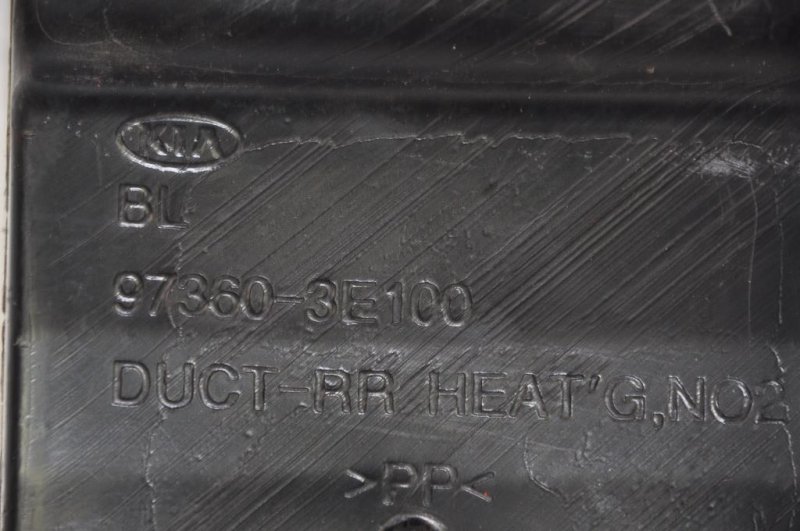 KIA
BL
97360-3E100
DUCT-RR HEAT'G,NO2
>PP<